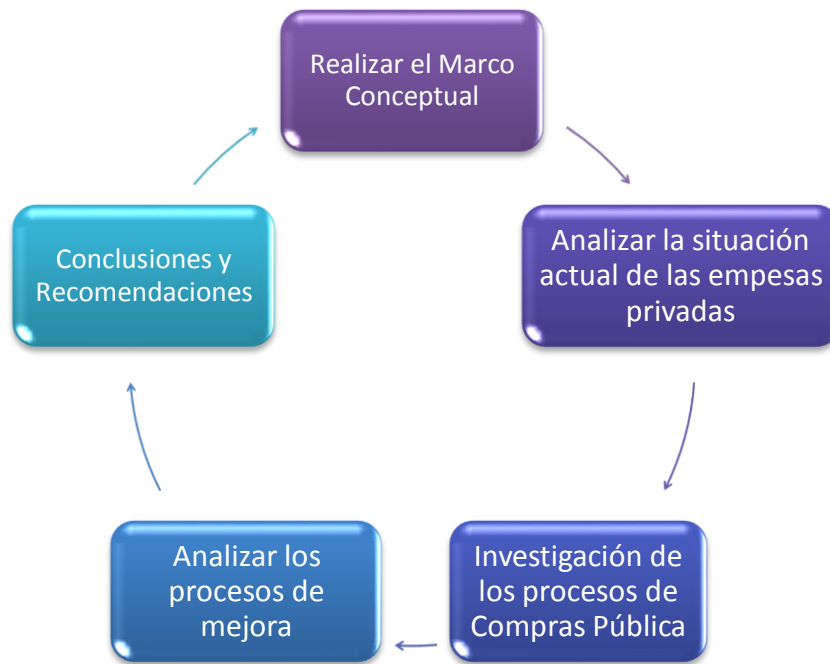 Realizar el Marco
Conceptual
Analizar la situación
actual de las empesas
privadas
Investigación de
los procesos de
Compras Pública
Analizar los
procesos de
mejora
Conclusiones y
Recomendaciones